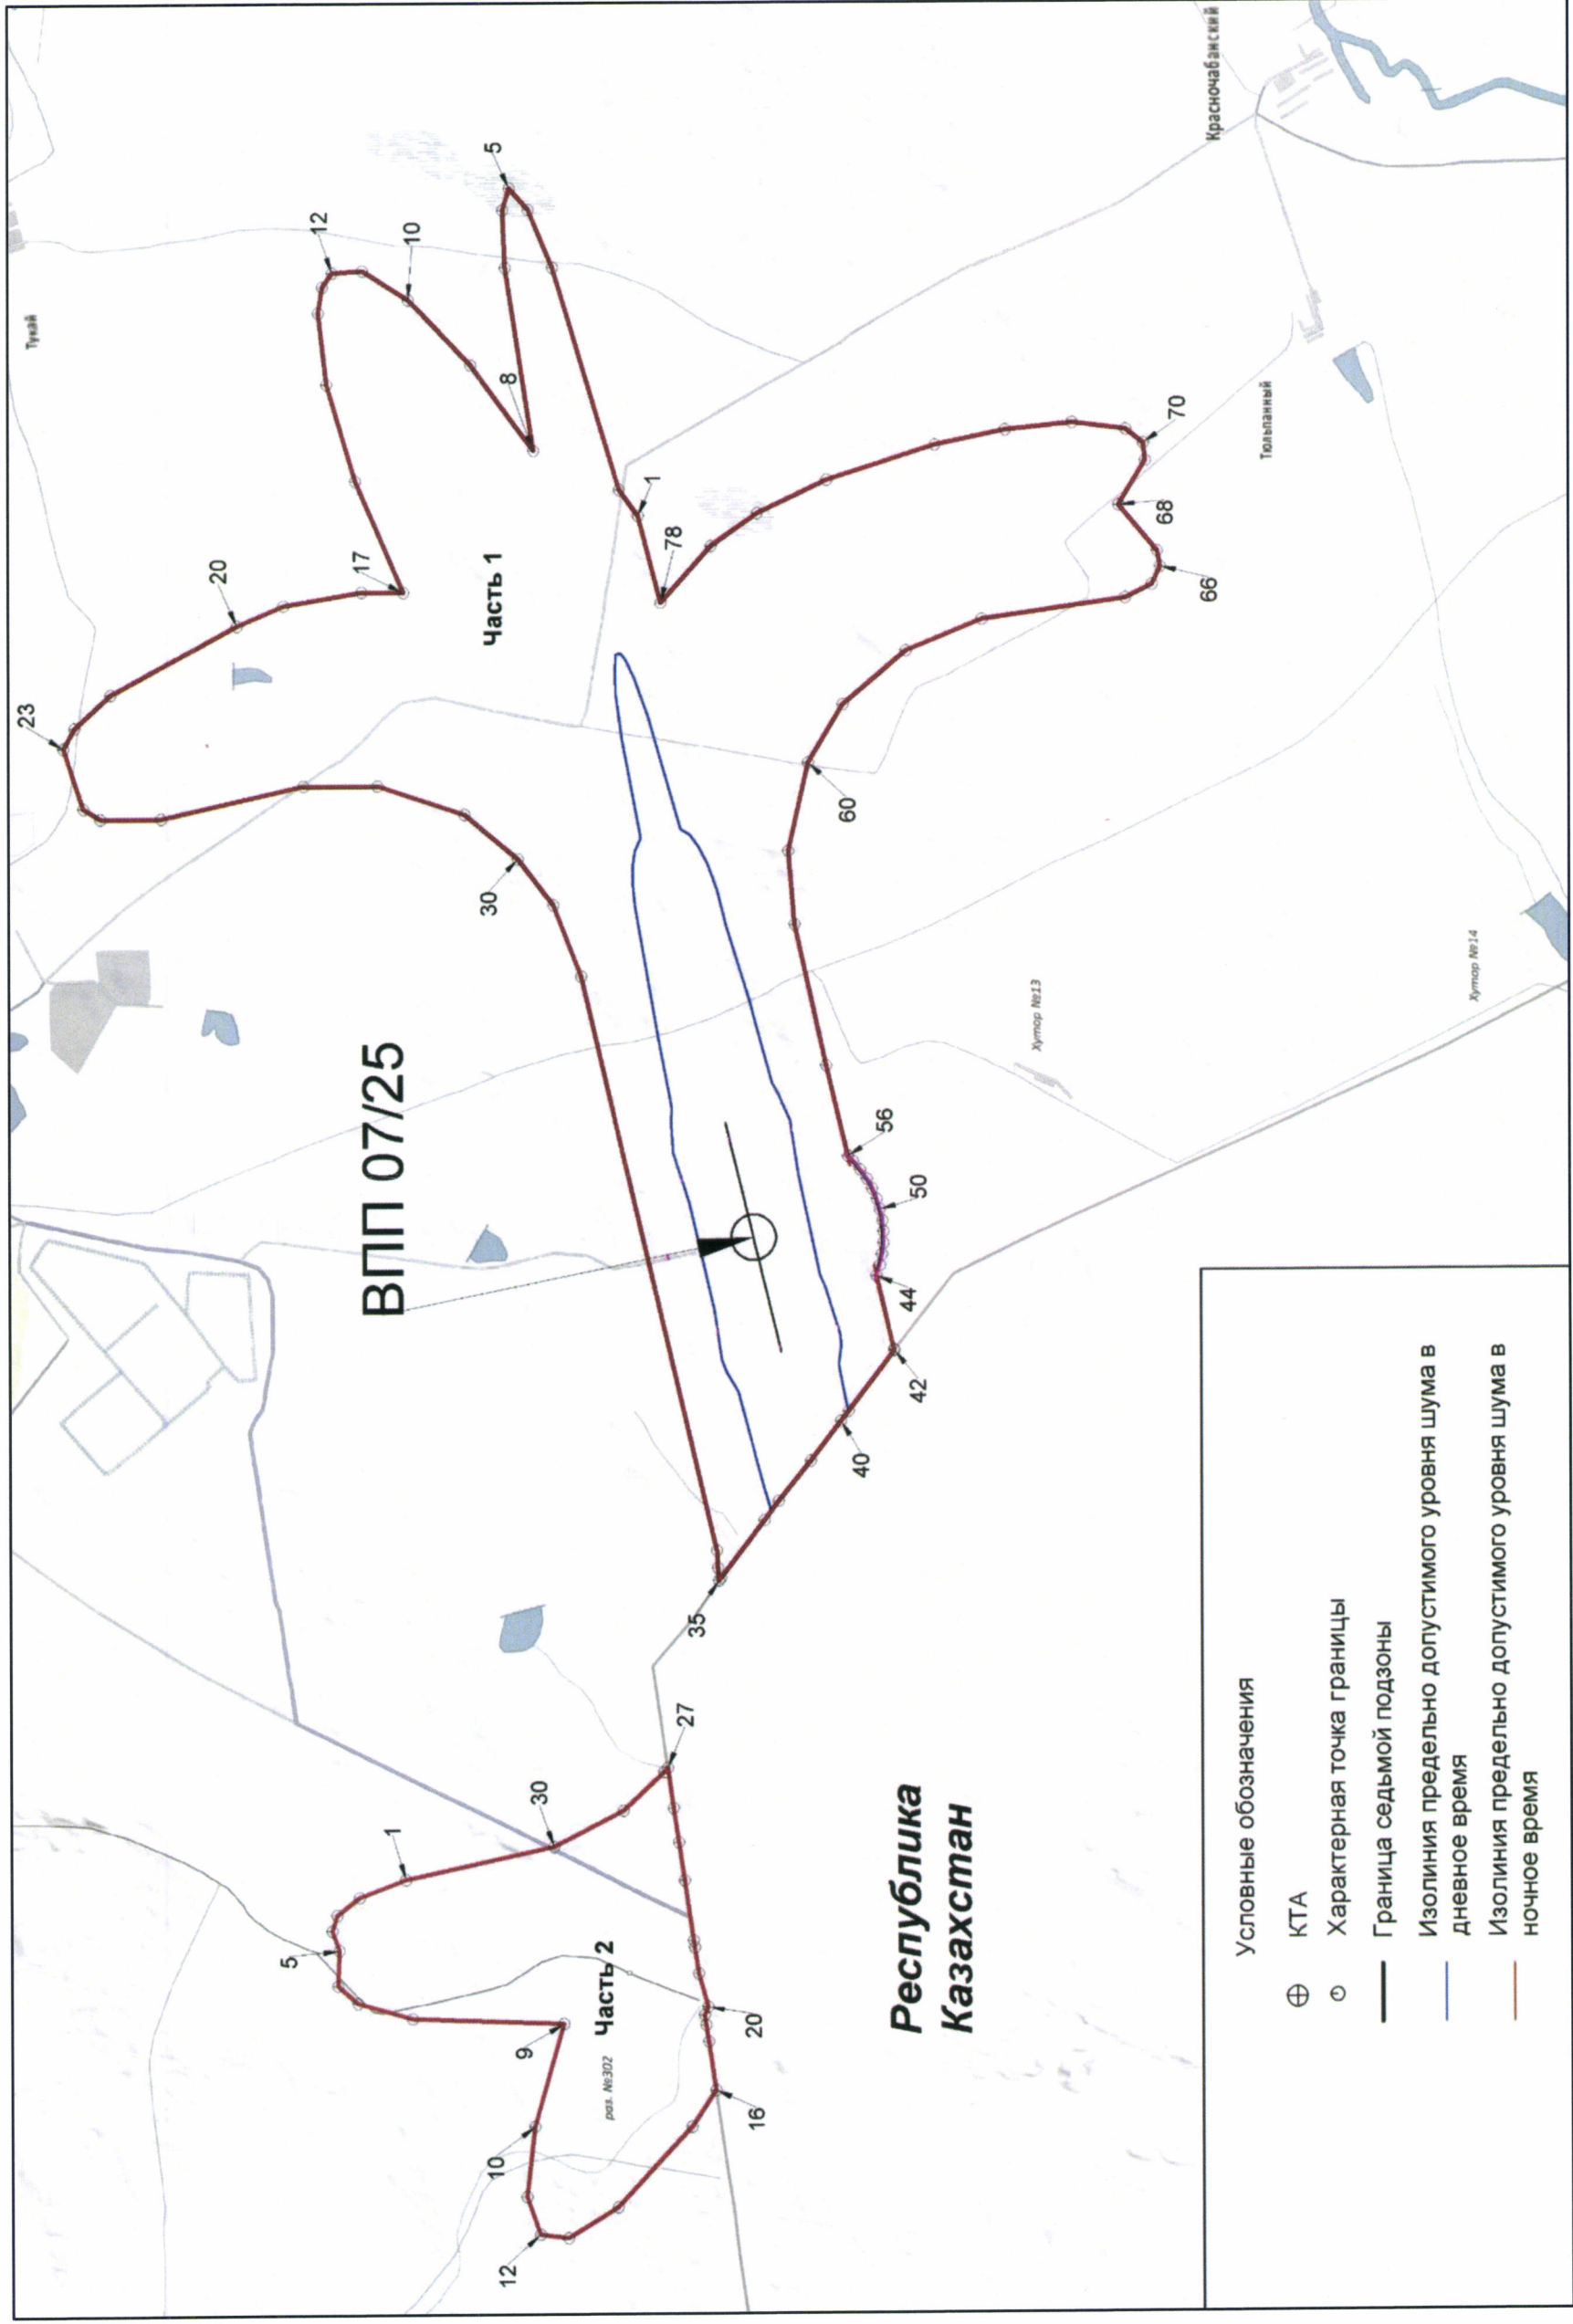 Тукай
Красночабанский
23
20
17
12
10
5
8
1
78
Часть 1
70
68
66
Тюльпанный
60
30
ВПП 07/25
56
50
44
42
40
35
Хутор №13
Хутор №14
27
30
1
5
Часть 2
9
раз. №302
10
12
16
20
Республика
Казахстан
Условные обозначения
КТА
Характерная точка границы
Граница седьмой подзоны
Изолиния предельно допустимого уровня шума в
дневное время
Изолиния предельно допустимого уровня шума в
ночное время